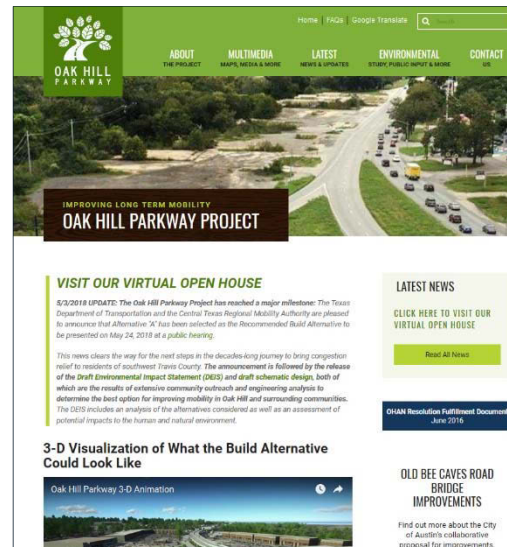 Home | FAQs | Google Translate
Search
OAK HILL
PARKWAY
ABOUT
THE PROJECT
MULTIMEDIA
MAPS, MEDIA & MORE
LATEST
NEWS & UPDATES
ENVIRONMENTAL
STUDY, PUBLIC INPUT & MORE
CONTACT
US
IMPROVING LONG TERM MOBILITY
OAK HILL PARKWAY PROJECT
VISIT OUR VIRTUAL OPEN HOUSE
5/3/2018 UPDATE: The Oak Hill Parkway Project has reached a major milestone: The Texas
Department of Transportation and the Central Texas Regional Mobility Authority are pleased
to announce that Alternative "A" has been selected as the Recommended Build Alternative to
be presented on May 24, 2018 at a public hearing.
This news clears the way for the next steps in the decades-long journey to bring congestion
relief to residents of southwest Travis County. The announcement is followed by the release
of the Draft Environmental Impact Statement (DEIS) and draft schematic design, both of
which are the results of extensive community outreach and engineering analysis to
determine the best option for improving mobility in Oak Hill and surrounding communities.
The DEIS includes an analysis of the alternatives considered as well as an assessment of
potential impacts to the human and natural environment.
3-D Visualization of What the Build Alternative
Could Look Like
Oak Hill Parkway 3-D Animation
LATEST NEWS
CLICK HERE TO VISIT OUR
VIRTUAL OPEN HOUSE
Read All News
OHAN Resolution Fulfillment Document
June 2016
OLD BEE CAVES ROAD
BRIDGE
IMPROVEMENTS
Find out more about the City
of Austin's collaborative
proposal for improvements